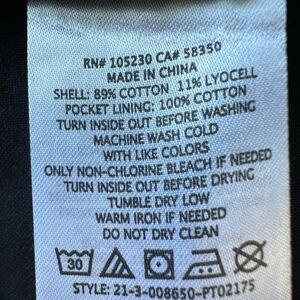 RN# 105230 CA# 58350
MADE IN CHINA
SHELL: 89% COTTON 11% LYOCELL
POCKET LINING: 100% COTTON
TURN INSIDE OUT BEFORE WASHING
MACHINE WASH COLD
WITH LIKE COLORS
ONLY NON-CHLORINE BLEACH IF NEEDED
TURN INSIDE OUT BEFORE DRYING
TUMBLE DRY LOW
WARM IRON IF NEEDED
DO NOT DRY CLEAN
30
STYLE: 21-3-008650-PT02175